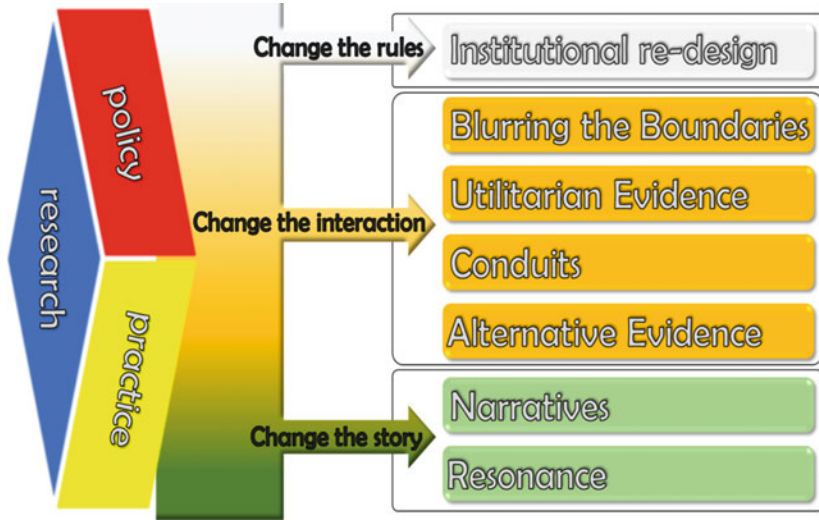 policy
research
practice
Change the rules
Institutional re-design
Change the interaction
Blurring the Boundaries
Utilitarian Evidence
Conduits
Alternative Evidence
Change the story
Narratives
Resonance